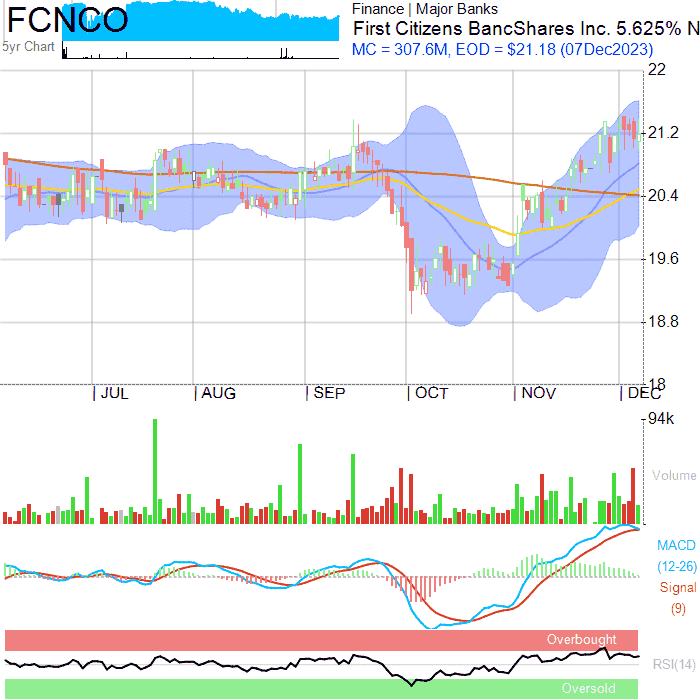 FCNCO
5yr Chart
Finance | Major Banks
First Citizens BancShares Inc. 5.625% N
MC = 307.6M, EOD = $21.18 (07Dec2023)
22
21.2
20.4
19.6
18.8
18
JUL AUG SEP OCT NOV DEC
94k
Volume
MACD
(12-26)
Signal
(9)
Overbought
RSI(14)
Oversold